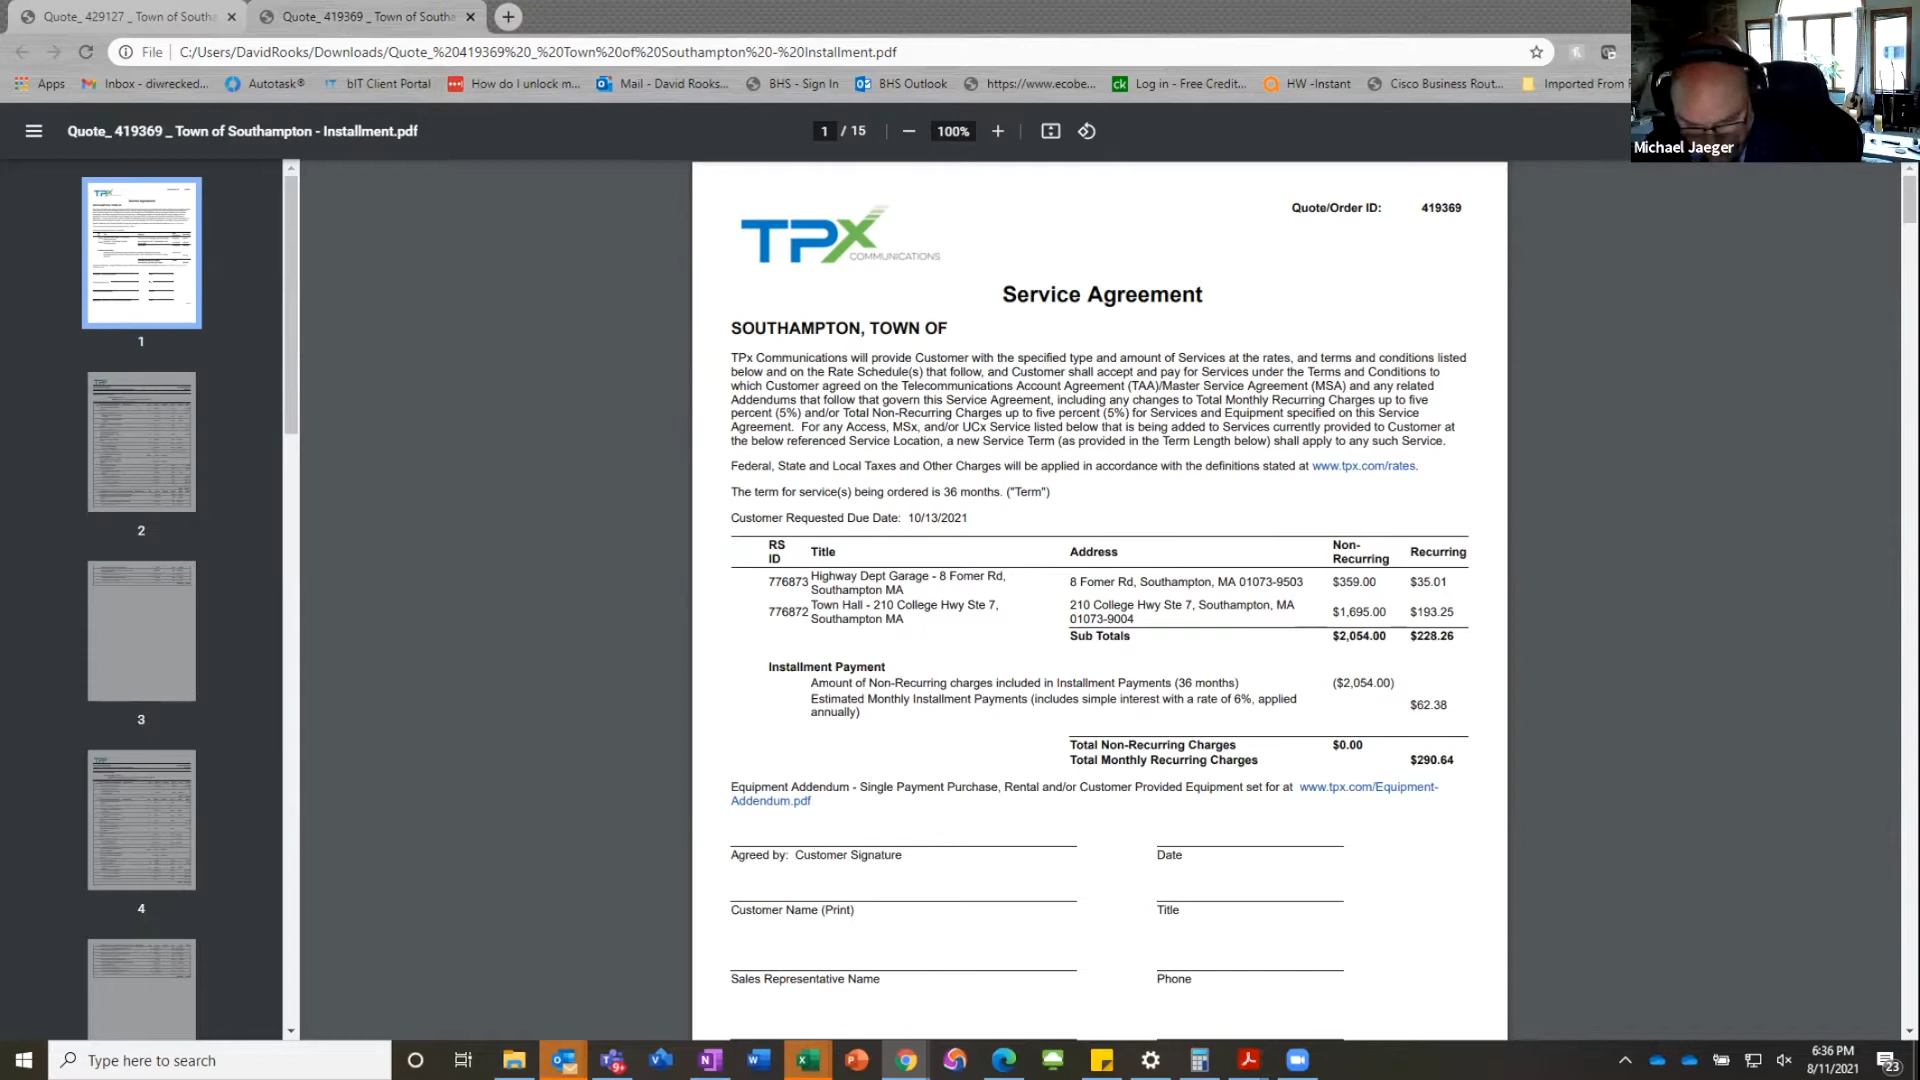 Quote_ 429127 _ Town of Southa
Quote_ 419369 _ Town of Southa
File
C:/Users/DavidRooks/Downloads/Quote_%20419369%20_%20Town%20of%20Southampton%20-%20Installment.pdf
Apps
Inbox - diwrecked...
Autotask®
bIT Client Portal
How do I unlock m...
Mail - David Rooks...
BHS - Sign In
BHS Outlook
https://www.ecobe...
Log in - Free Credit...
HW -Instant
Cisco Business Rout...
Imported From
Michael Jaeger
Quote_ 419369 _ Town of Southampton - Installment.pdf
1 / 15
100%
1
2
3
4
TPx COMMUNICATIONS
Quote/Order ID: 419369
Service Agreement
SOUTHAMPTON, TOWN OF
TPx Communications will provide Customer with the specified type and amount of Services at the rates, and terms and conditions listed
below and on the Rate Schedule(s) that follow, and Customer shall accept and pay for Services under the Terms and Conditions to
which Customer agreed on the Telecommunications Account Agreement (TAA)/Master Service Agreement (MSA) and any related
Addendums that follow that govern this Service Agreement, including any changes to Total Monthly Recurring Charges up to five
percent (5%) and/or Total Non-Recurring Charges up to five percent (5%) for Services and Equipment specified on this Service
Agreement. For any Access, MSx, and/or UCx Service listed below that is being added to Services currently provided to Customer at
the below referenced Service Location, a new Service Term (as provided in the Term Length below) shall apply to any such Service.
Federal, State and Local Taxes and Other Charges will be applied in accordance with the definitions stated at www.tpx.com/rates.
The term for service(s) being ordered is 36 months. ("Term")
Customer Requested Due Date: 10/13/2021
RS ID Title Address Non-Recurring Recurring
776873 Highway Dept Garage - 8 Fomer Rd, 8 Fomer Rd, Southampton, MA 01073-9503 $359.00 $35.01
Southampton MA
776872 Town Hall - 210 College Hwy Ste 7, 210 College Hwy Ste 7, Southampton, MA $1,695.00 $193.25
Southampton MA 01073-9004
Sub Totals $2,054.00 $228.26
Installment Payment
Amount of Non-Recurring charges included in Installment Payments (36 months) ($2,054.00)
Estimated Monthly Installment Payments (includes simple interest with a rate of 6%, applied $62.38
annually)
Total Non-Recurring Charges $0.00
Total Monthly Recurring Charges $290.64
Equipment Addendum - Single Payment Purchase, Rental and/or Customer Provided Equipment set for at www.tpx.com/Equipment-
Addendum.pdf
Agreed by: Customer Signature Date
Customer Name (Print) Title
Sales Representative Name Phone
Type here to search
9+
6:36 PM
8/11/2021
23